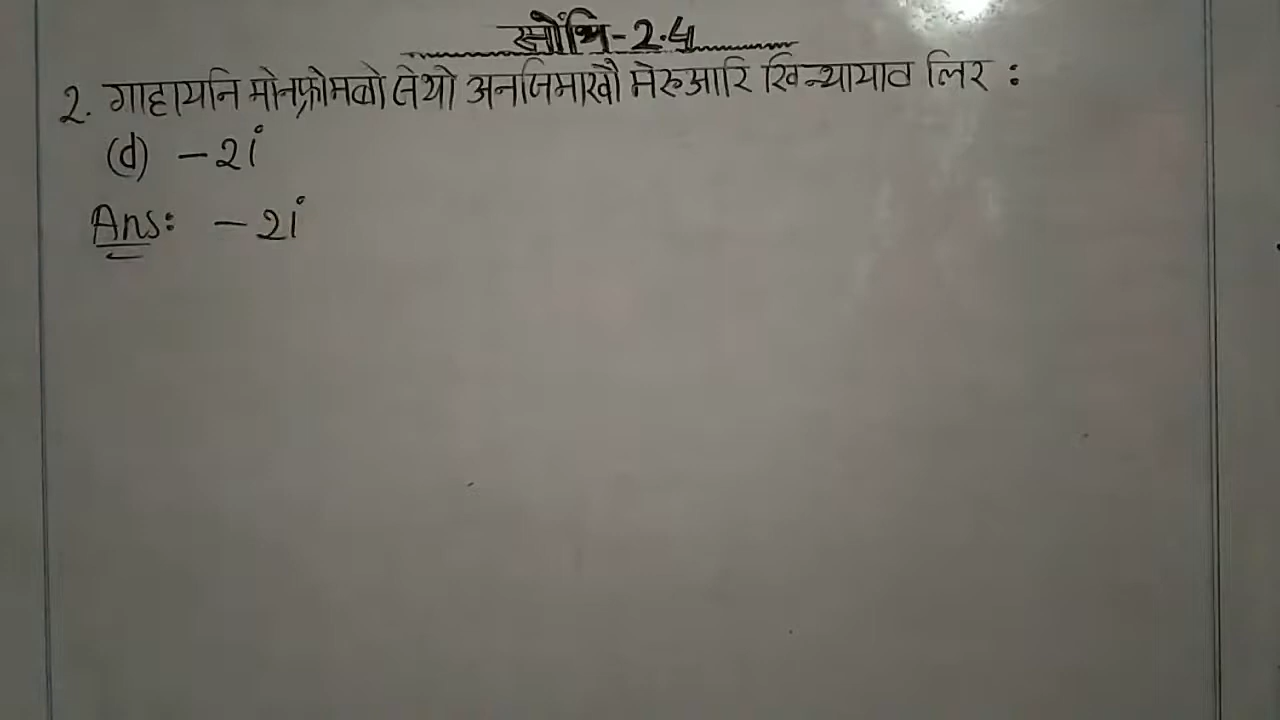 सोंथि-2.4
2. गाहायनि मोनफ्रोमबो लेथो अनजिमाखौ मेरुआरि खिन्थायाव लिर :
(d) -2i
Ans: -2i